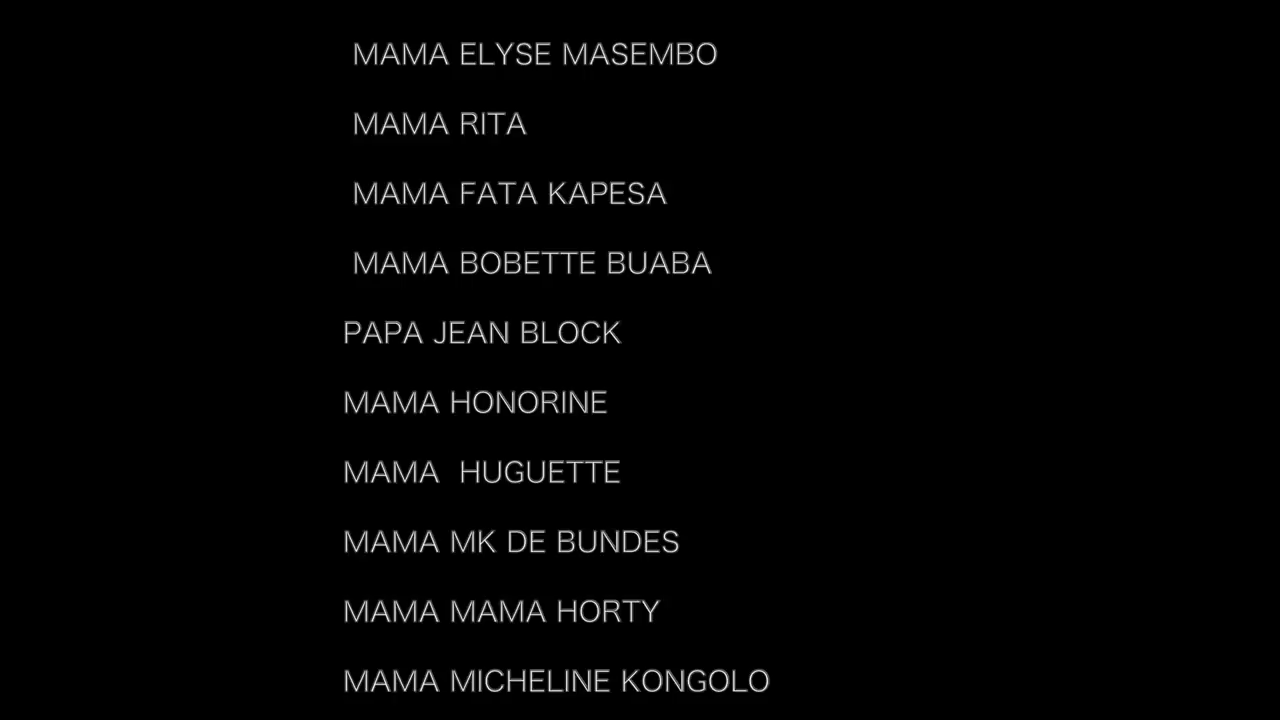 MAMA ELYSE MASEMBO
MAMA RITA
MAMA FATA KAPESA
MAMA BOBETTE BUABA
PAPA JEAN BLOCK
MAMA HONORINE
MAMA  HUGUETTE
MAMA MK DE BUNDES
MAMA MAMA HORTY
MAMA MICHELINE KONGOLO